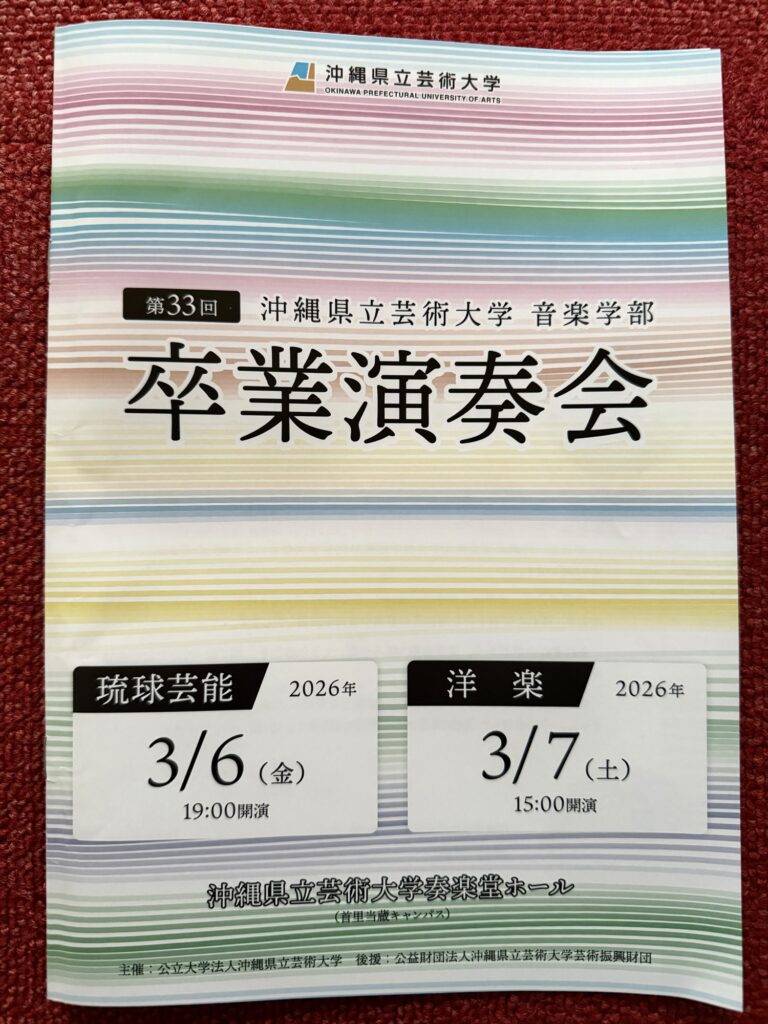 沖縄県立芸術大学
OKINAWA PREFECTURAL UNIVERSITY OF ARTS
第33回 沖縄県立芸術大学 音楽学部
卒業演奏会
琉球芸能 2026年
3/6（金）
19:00開演
洋楽 2026年
3/7（土）
15:00開演
沖縄県立芸術大学奏楽堂ホール
（首里当蔵キャンパス）
主催：公立大学法人沖縄県立芸術大学 後援：公益財団法人沖縄県立芸術大学芸術振興財団